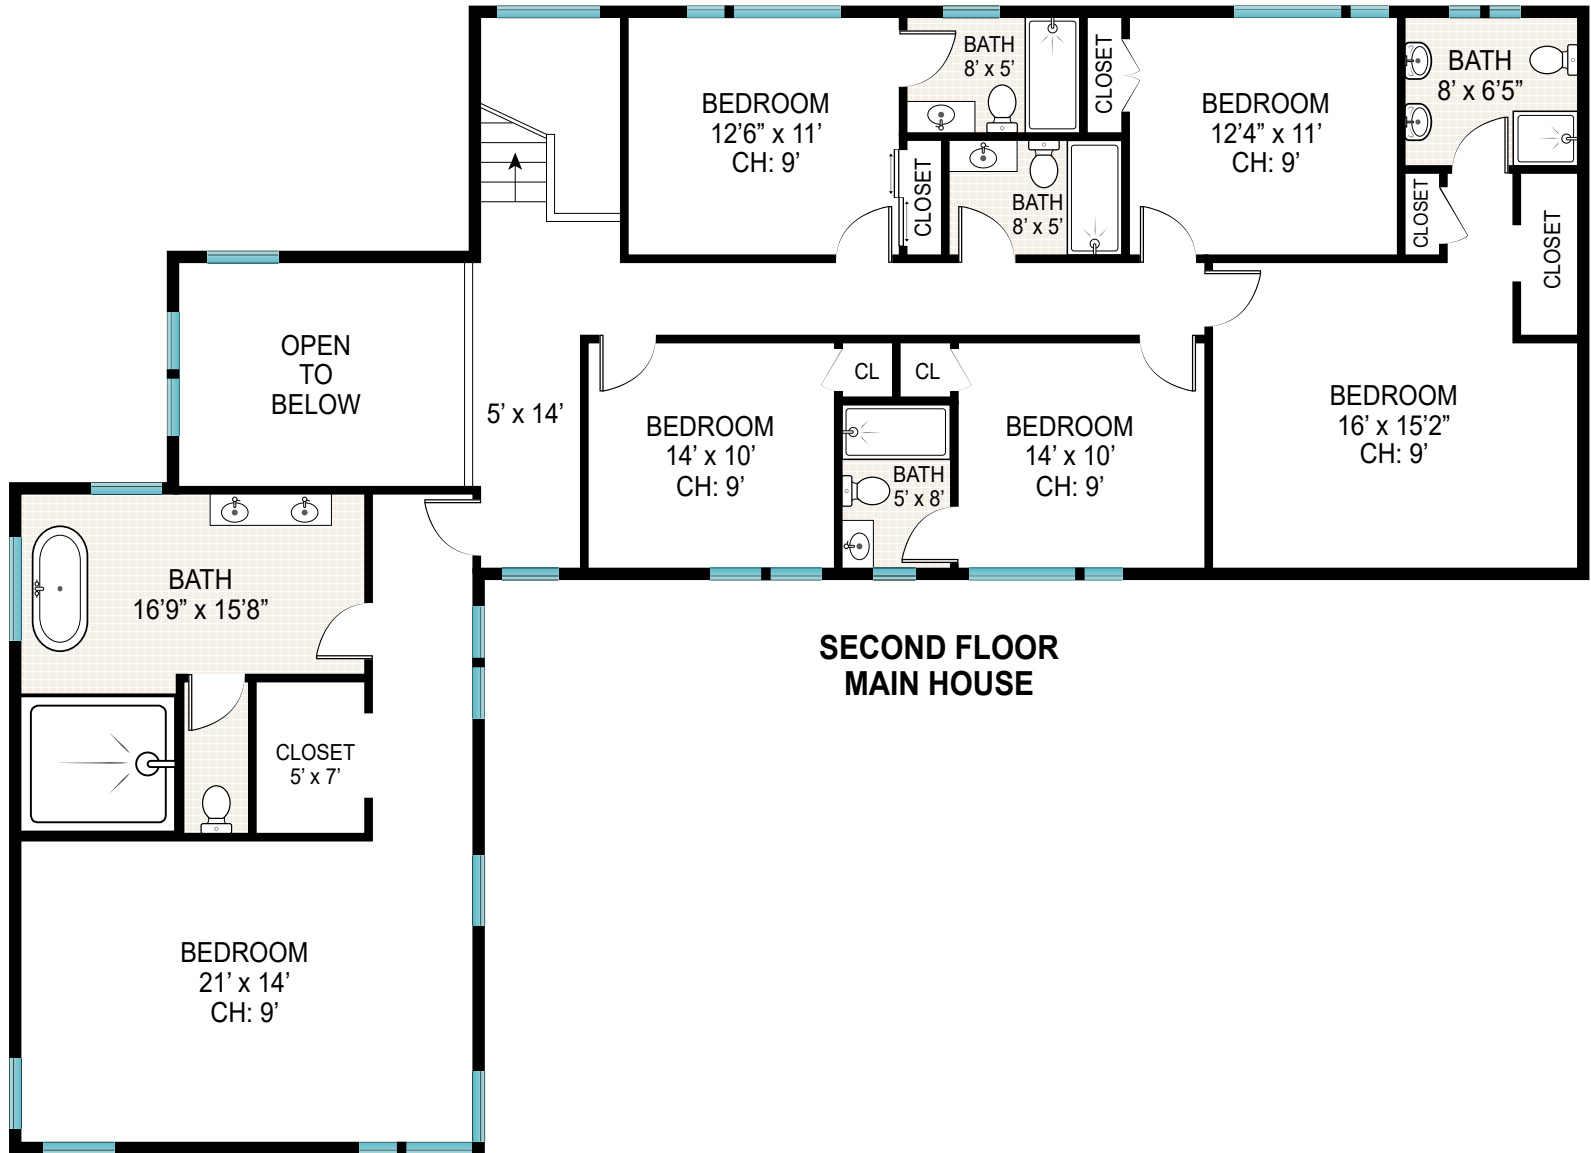 BATH
8’ x 5’
CLOSET
BEDROOM
12’6” x 11’
CH: 9’
BEDROOM
12’4” x 11’
CH: 9’
BATH
8’ x 6’5”
CLOSET
BATH
8’ x 5’
CLOSET
CLOSET
OPEN
TO
BELOW
5’ x 14’
CL
CL
BEDROOM
14’ x 10’
CH: 9’
BATH
5’ x 8’
BEDROOM
14’ x 10’
CH: 9’
BEDROOM
16’ x 15’2”
CH: 9’
BATH
16’9” x 15’8”
SECOND FLOOR
MAIN HOUSE
CLOSET
5’ x 7’
BEDROOM
21’ x 14’
CH: 9’